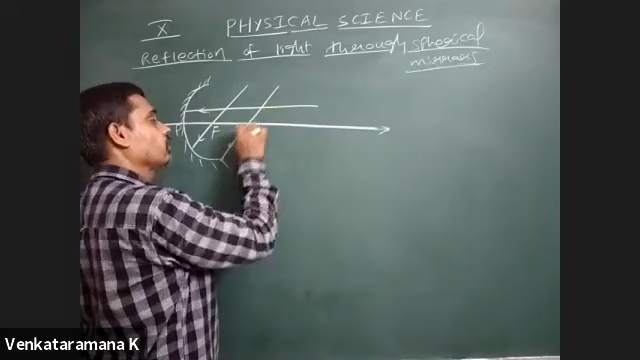 X PHYSICAL SCIENCE
Reflection of light through spherical
mirrors
P F
Venkataramana K